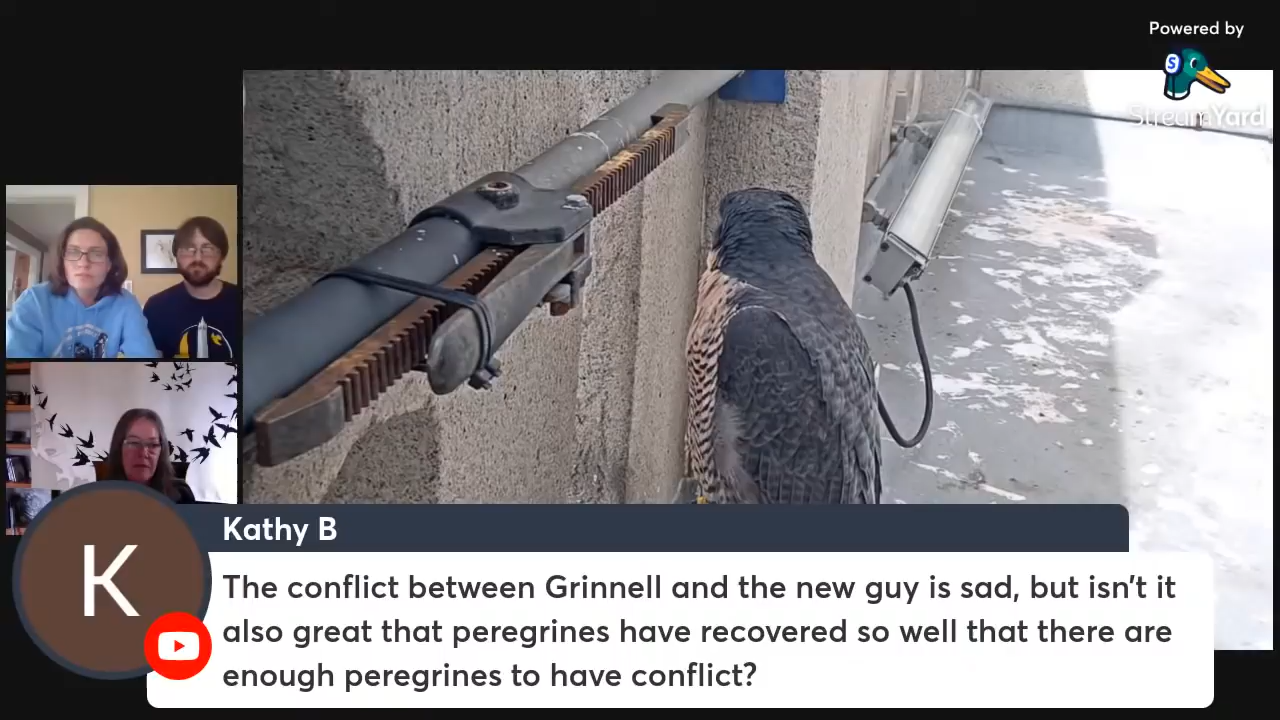 Powered by
S
StreamYard
Kathy B
K
The conflict between Grinnell and the new guy is sad, but isn't it
also great that peregrines have recovered so well that there are
enough peregrines to have conflict?